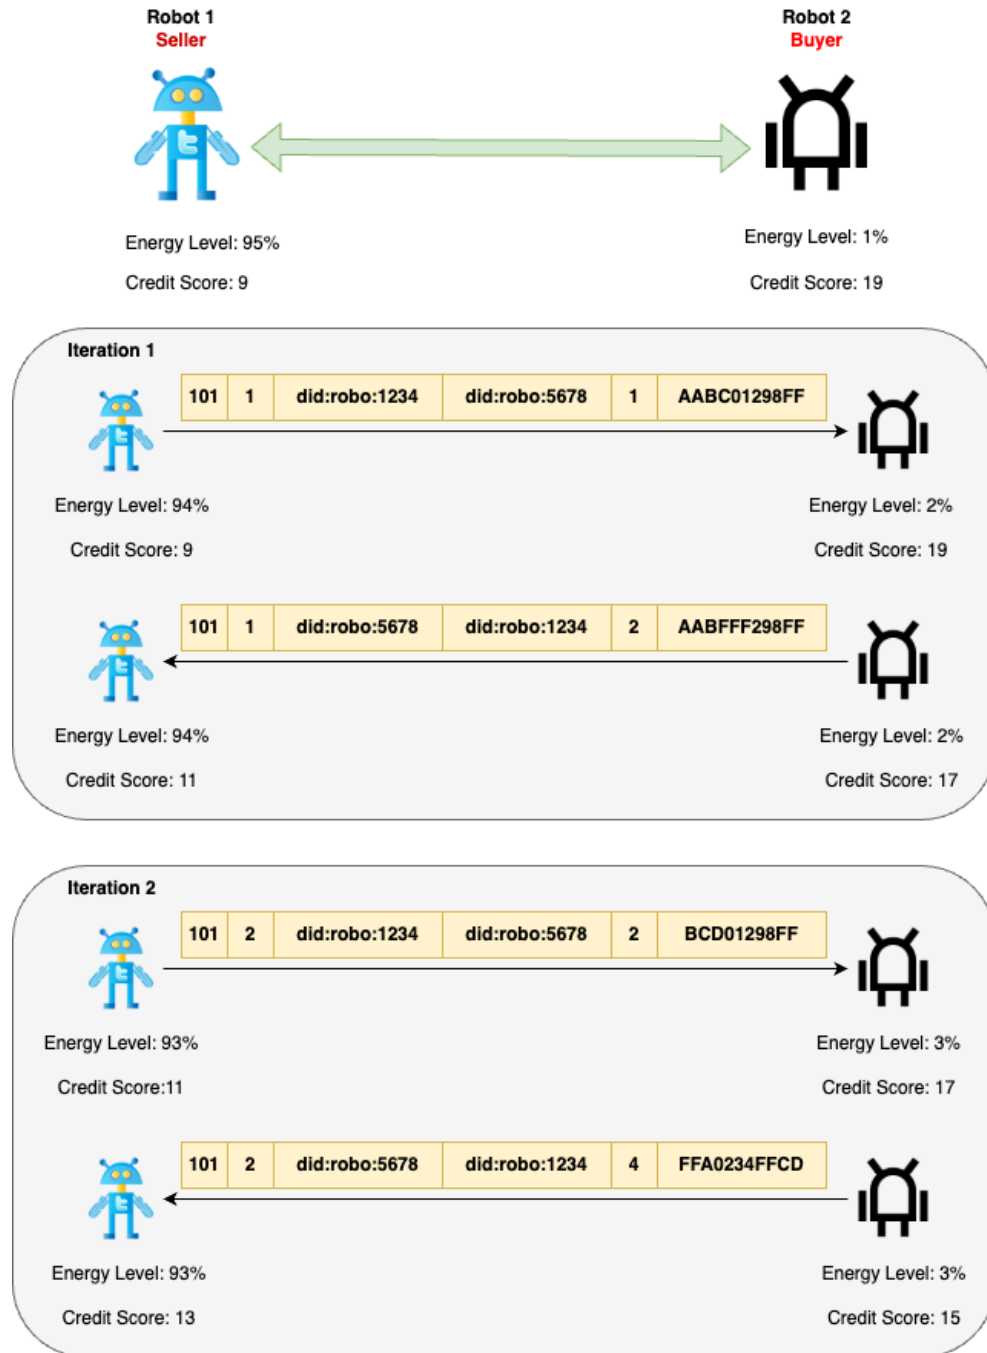 Robot 1
Seller
Robot 2
Buyer
Energy Level: 95%
Credit Score: 9
Energy Level: 1%
Credit Score: 19
Iteration 1
101 1 did:robo:1234 did:robo:5678 1 AABC01298FF
Energy Level: 94%
Credit Score: 9
Energy Level: 2%
Credit Score: 19
101 1 did:robo:5678 did:robo:1234 2 AABFFF298FF
Energy Level: 94%
Credit Score: 11
Energy Level: 2%
Credit Score: 17
Iteration 2
101 2 did:robo:1234 did:robo:5678 2 BCD01298FF
Energy Level: 93%
Credit Score:11
Energy Level: 3%
Credit Score: 17
101 2 did:robo:5678 did:robo:1234 4 FFA0234FFCD
Energy Level: 93%
Credit Score: 13
Energy Level: 3%
Credit Score: 15